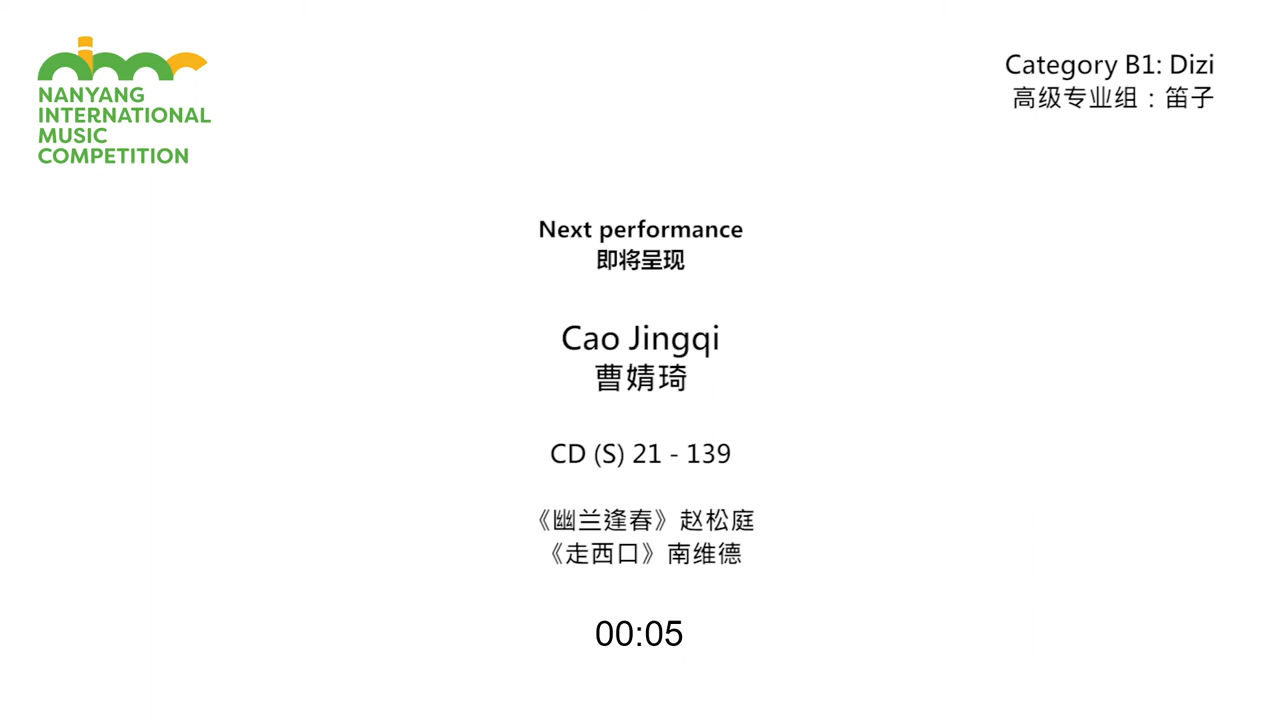 NANYANG
INTERNATIONAL
MUSIC
COMPETITION
Category B1: Dizi
高级专业组：笛子
Next performance
即将呈现
Cao Jingqi
曹婧琦
CD (S) 21 - 139
《幽兰逢春》赵松庭
《走西口》南维德
00:05